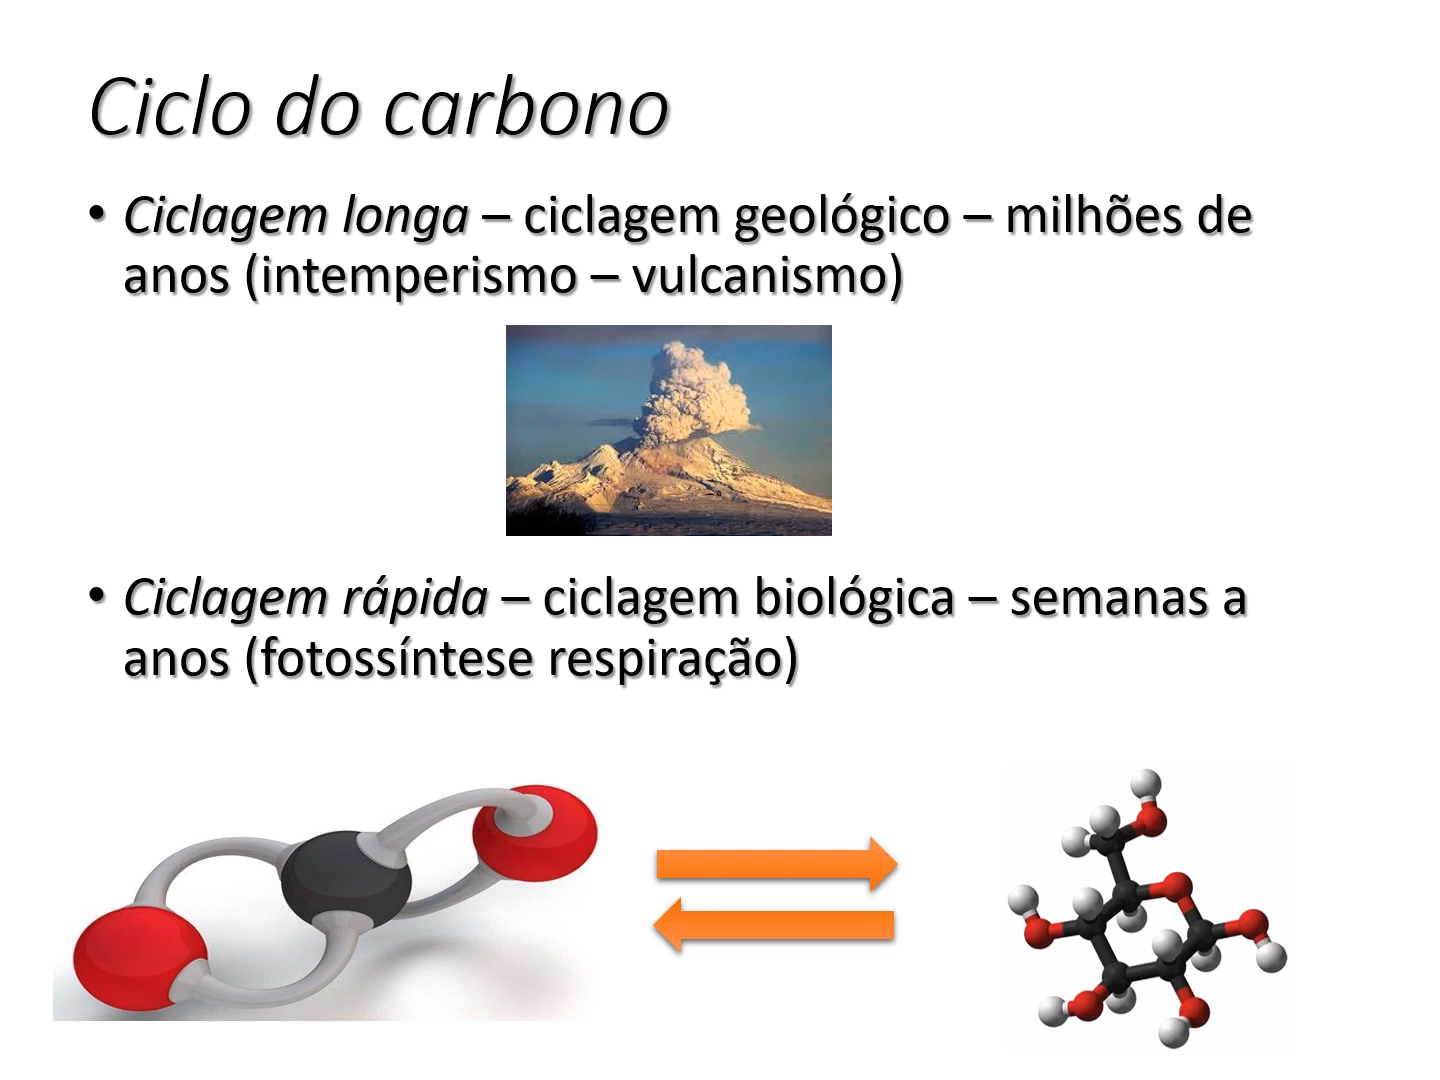 Ciclo do carbono
• Ciclagem longa – ciclagem geológico – milhões de
anos (intemperismo – vulcanismo)
• Ciclagem rápida – ciclagem biológica – semanas a
anos (fotossíntese respiração)